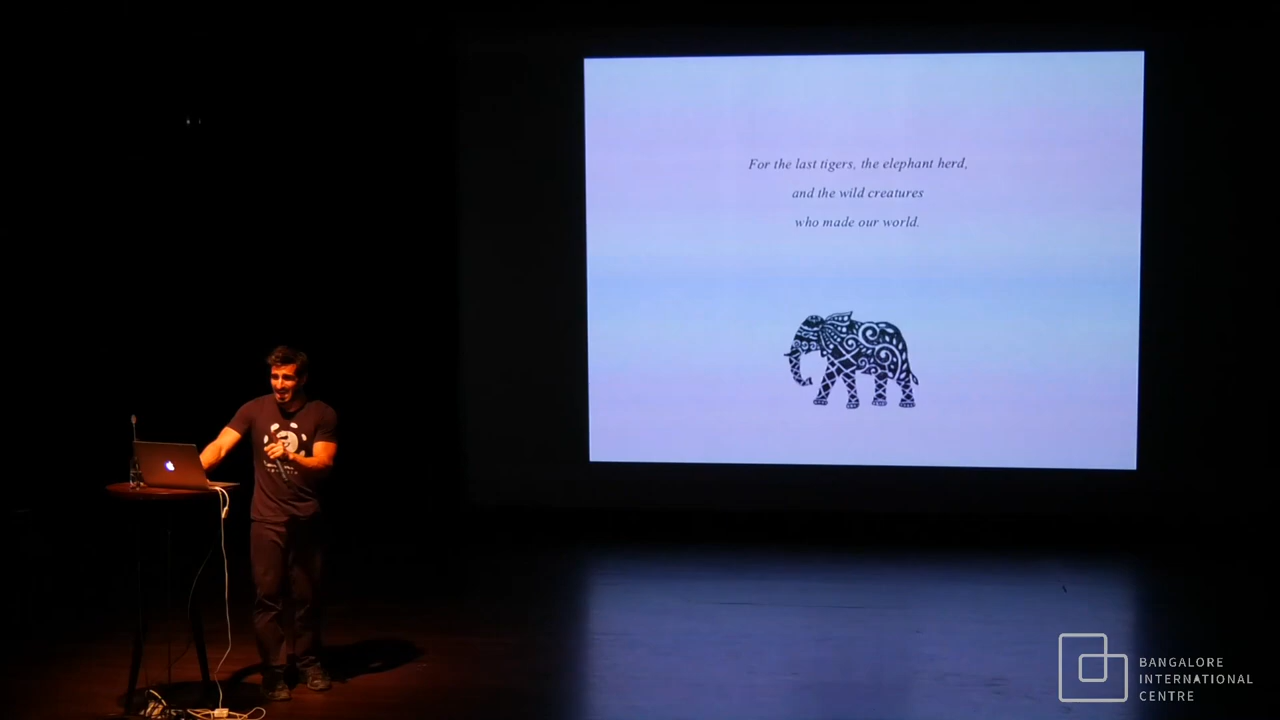 For the last tigers, the elephant herd,
and the wild creatures
who made our world.
BANGALORE
INTERNATIONAL
CENTRE